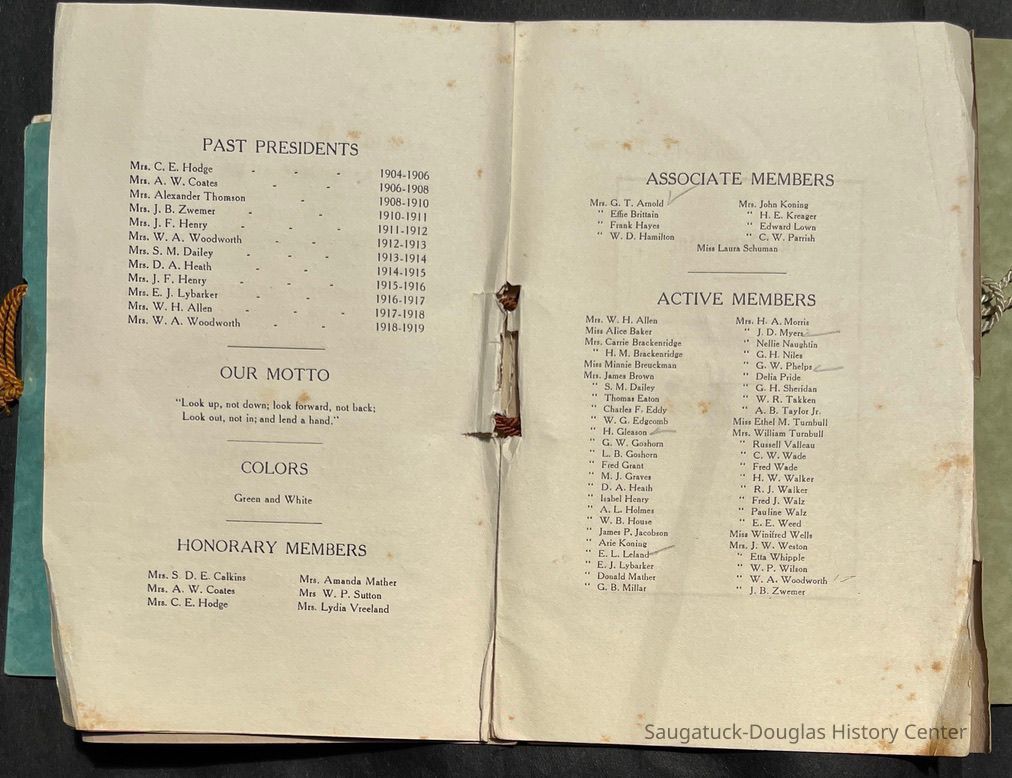 PAST PRESIDENTS
Mrs. C. E. Hodge - - - 1904-1906
Mrs. A. W. Coates - - - 1906-1908
Mrs. Alexander Thomson - - - 1908-1910
Mrs. J. B. Zwemer - - - 1910-1911
Mrs. J. F. Henry - - - 1911-1912
Mrs. W. A. Woodworth - - - 1912-1913
Mrs. S. M. Dailey - - - 1913-1914
Mrs. D. A. Heath - - - 1914-1915
Mrs. J. F. Henry - - - 1915-1916
Mrs. E. J. Lybarker - - - 1916-1917
Mrs. W. H. Allen - - - 1917-1918
Mrs. W. A. Woodworth - - - 1918-1919
OUR MOTTO
"Look up, not down; look forward, not back;
Look out, not in; and lend a hand."
COLORS
Green and White
HONORARY MEMBERS
Mrs. S. D. E. Calkins
Mrs. A. W. Coates
Mrs. C. E. Hodge
Mrs. Amanda Mather
Mrs W. P. Sutton
Mrs. Lydia Vreeland
ASSOCIATE MEMBERS
Mrs. G. T. Arnold
" Effie Brittain
" Frank Hayes
" W. D. Hamilton
Mrs. John Koning
" H. E. Kreager
" Edward Lown
" C. W. Parrish
Miss Laura Schuman
ACTIVE MEMBERS
Mrs. W. H. Allen
Miss Alice Baker
Mrs. Carrie Brackenridge
" H. M. Brackenridge
Miss Minnie Breuckman
Mrs. James Brown
" S. M. Dailey
" Thomas Eaton
" Charles F. Eddy
" W. G. Edgcomb
" H. Gleason
" G. W. Goshorn
" L. B. Goshorn
" Fred Grant
" M. J. Graves
" D. A. Heath
" Isabel Henry
" A. L. Holmes
" W. B. House
" James P. Jacobson
" Arie Koning
" E. L. Leland
" E. J. Lybarker
" Donald Mather
" G. B. Millar
Mrs. H. A. Morris
" J. D. Myers
" Nellie Naughtin
" G. H. Niles
" G. W. Phelps
" Delia Pride
" G. H. Sheridan
" W. R. Takken
" A. B. Taylor Jr.
Miss Ethel M. Turnbull
Mrs. William Turnbull
" Russell Valleau
" C. W. Wade
" Fred Wade
" H. W. Walker
" R. J. Walker
" Fred J. Walz
" Pauline Walz
" E. E. Weed
Miss Winifred Wells
Mrs. J. W. Weston
" Etta Whipple
" W. P. Wilson
" W. A. Woodworth
" J. B. Zwemer
Saugatuck-Douglas History Center